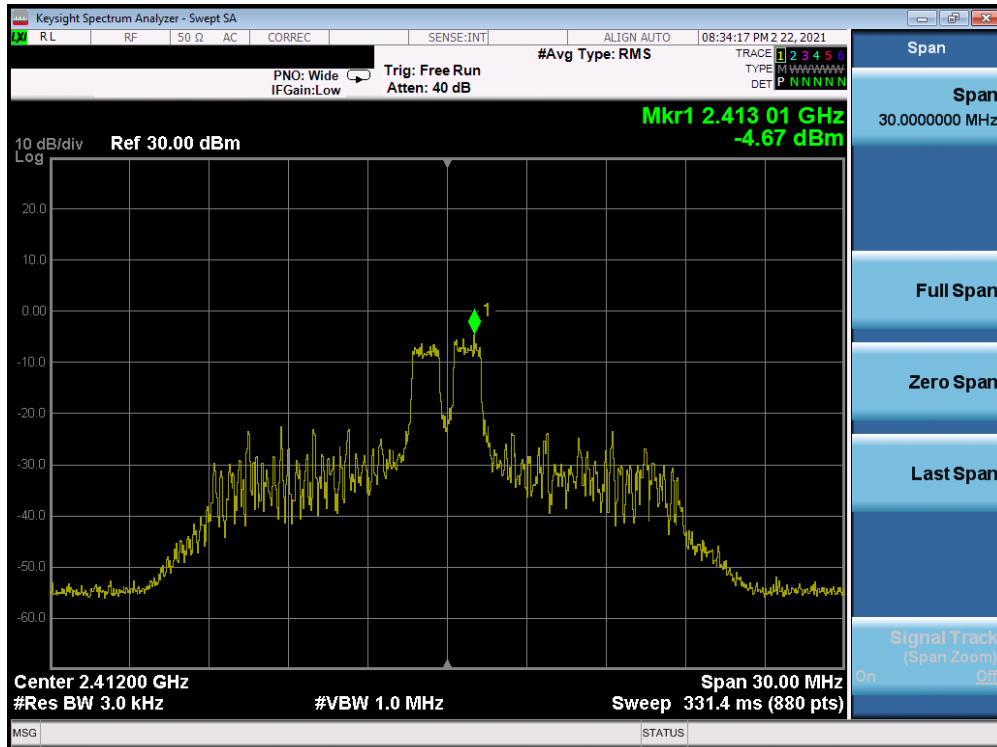 Keysight Spectrum Analyzer - Swept SA
LXI RL RF 50 Ω AC CORREC SENSE:INT ALIGN AUTO 08:34:17 PM 2 22, 2021
#Avg Type: RMS
TRACE 1 2 3 4 5 6
PNO: Wide Trig: Free Run
TYPE M WWWWW
IFGain:Low Atten: 40 dB
DET P N N N N N
Mkr1 2.413 01 GHz
-4.67 dBm
10 dB/div Ref 30.00 dBm
Log
20.0
10.0
0.00
1
-10.0
-20.0
-30.0
-40.0
-50.0
-60.0
Center 2.41200 GHz Span 30.00 MHz
#Res BW 3.0 kHz #VBW 1.0 MHz Sweep 331.4 ms (880 pts)
MSG STATUS
Span
Span
30.0000000 MHz
Full Span
Zero Span
Last Span
Signal Track
(Span Zoom)
On Off